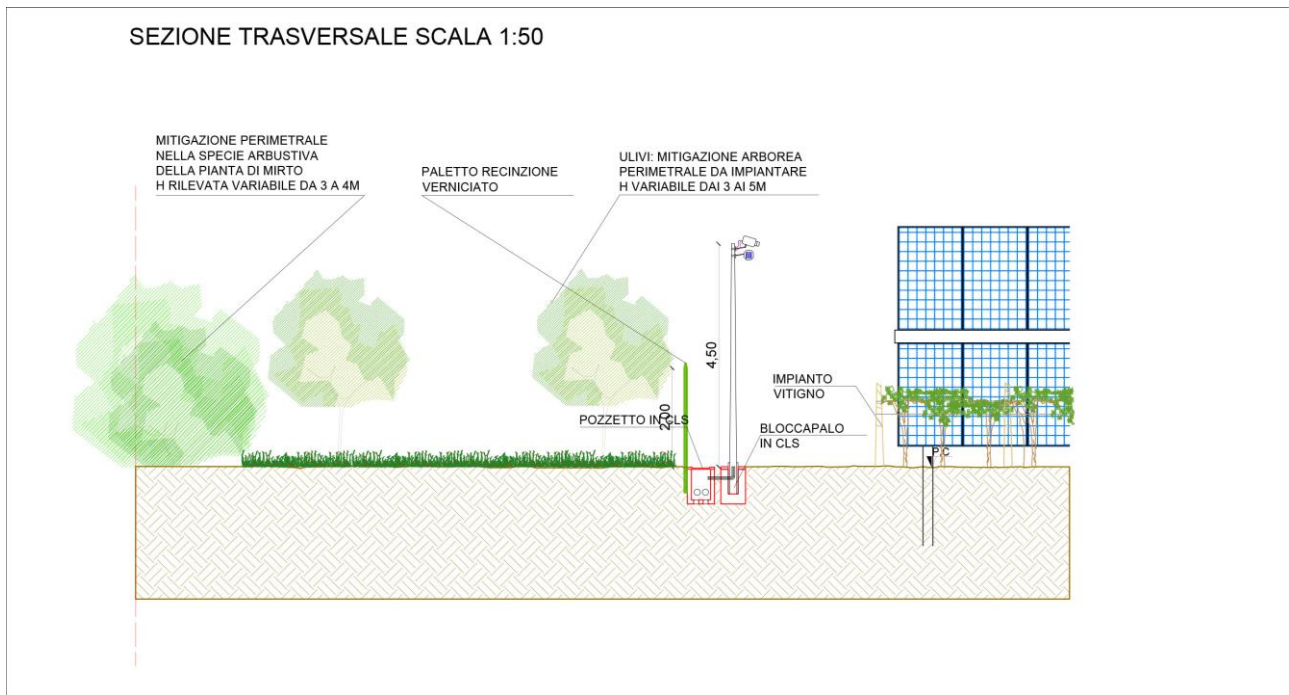 SEZIONE TRASVERSALE SCALA 1:50
MITIGAZIONE PERIMETRALE
NELLA SPECIE ARBUSTIVA
DELLA PIANTA DI MIRTO
H RILEVATA VARIABILE DA 3 A 4M
PALETTO RECINZIONE
VERNICIATO
ULIVI: MITIGAZIONE ARBOREA
PERIMETRALE DA IMPIANTARE
H VARIABILE DAI 3 AI 5M
4,50
2,00
POZZETTO IN CLS
IMPIANTO
VITIGNO
BLOCCAPALO
IN CLS
P.C